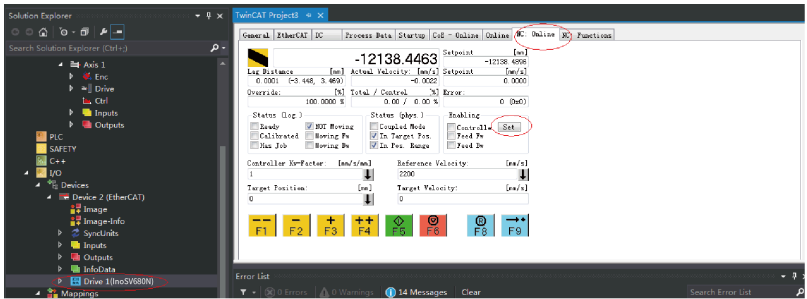 Solution Explorer
TwinCAT Project8
Search Solution Explorer (Ctrl+;)
Axis 1
Enc
Drive
Ctrl
Inputs
Outputs
PLC
SAFETY
C++
I/O
Devices
Device 2 (EtherCAT)
Image
Image-Info
SyncUnits
Inputs
Outputs
InfoData
Drive 1(InoSV680N)
Mappings
General EtherCAT DC Process Data Startup CoE - Online Online NC: Online NC: Functions
-12138.4463
Setpoint [mm]
-12138.4896
Lag Distance [mm] Actual Velocity: [mm/s] Setpoint [mm/s]
0.0001 (-3.448, 3.469) -0.0022 0.0000
Override: [%] Total / Control [%] Error:
100.0000 % 0.00 / 0.00 % 0 (0x0)
Status (log.) Status (phys.) Enabling
Ready NOT Moving Coupled Mode Controlle Set
Calibrated Moving Fw In Target Pos. Feed Fw
Has Job Moving Bw In Pos. Range Feed Bw
Controller Kv-Factor: [mm/s/mm] Reference Velocity: [mm/s]
1 2200
Target Position: [mm] Target Velocity: [mm/s]
0 0
-- - + ++
F1 F2 F3 F4 F5 F6 F8 F9
Error List
0 Errors 0 Warnings 14 Messages Clear
Search Error List